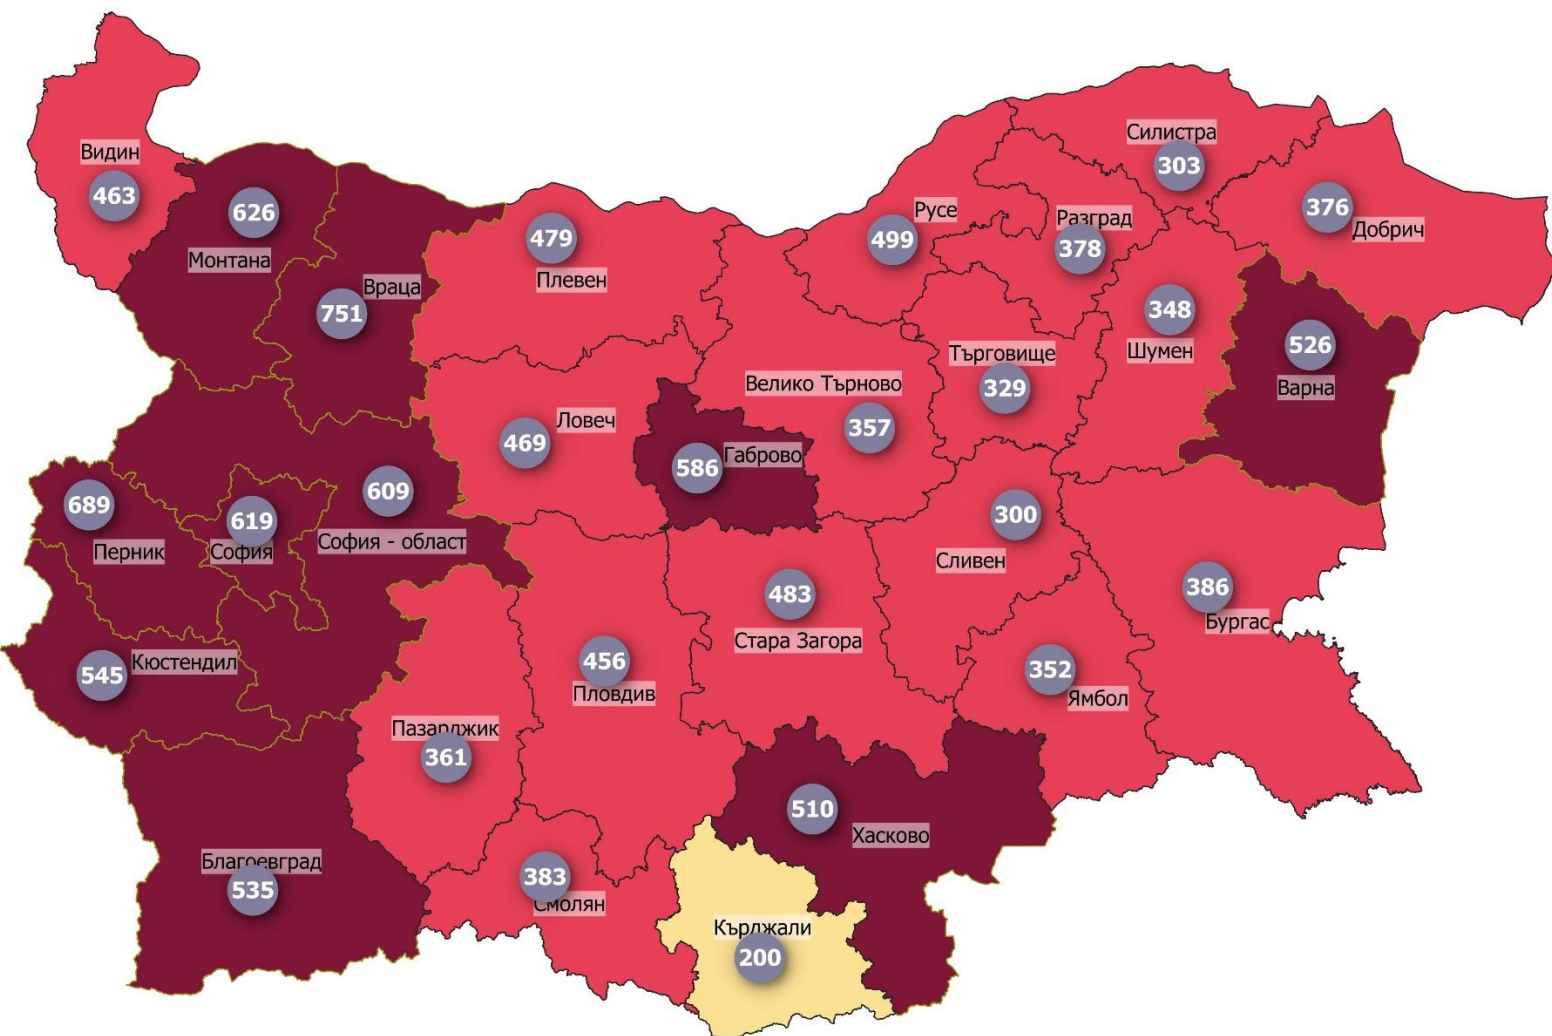 Видин
463
626
Монтана
Враца
751
479
Плевен
Русе
499
Силистра
303
Разград
378
376
Добрич
348
Шумен
526
Варна
Търговище
329
Велико Търново
357
Ловеч
469
Габрово
586
689
Перник
619
София
609
София - област
300
Сливен
483
Стара Загора
386
Бургас
352
Ямбол
545
Кюстендил
456
Пловдив
Пазарджик
361
510
Хасково
Благоевград
535
383
Смолян
Кърджали
200